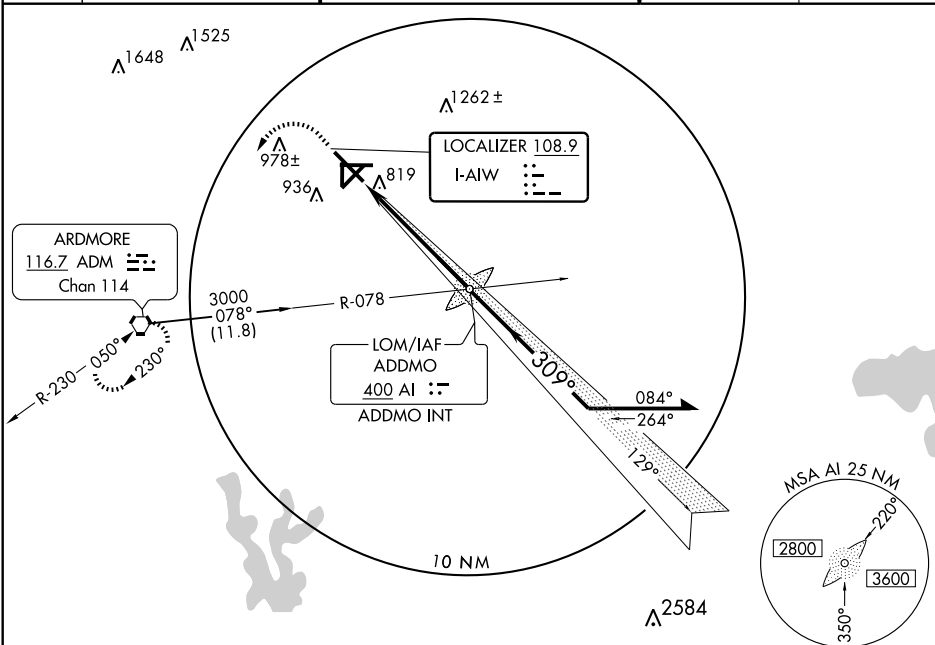 1525
1648
1262 ±
LOCALIZER 108.9
I-AIW
978±
819
936
ARDMORE
116.7 ADM
Chan 114
3000
078°
(11.8)
R-078
R-230
050°
230°
LOM/IAF
ADDMO
400 AI
ADDMO INT
309°
084°
264°
129°
MSA AI 25 NM
220°
2800
3600
350°
10 NM
2584